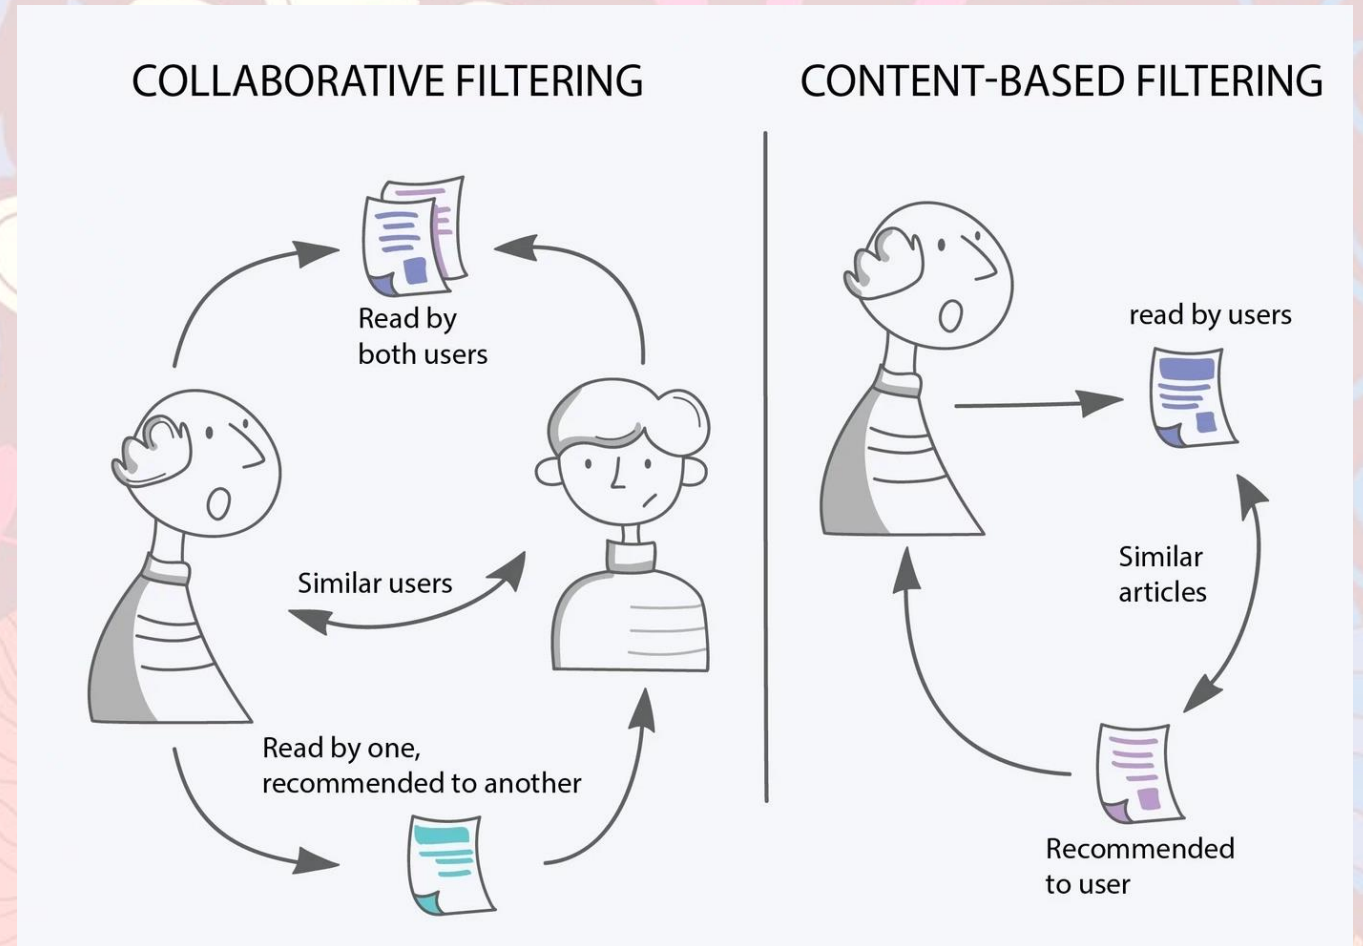 COLLABORATIVE FILTERING
Read by
both users
Similar users
Read by one,
recommended to another
CONTENT-BASED FILTERING
read by users
Similar
articles
Recommended
to user